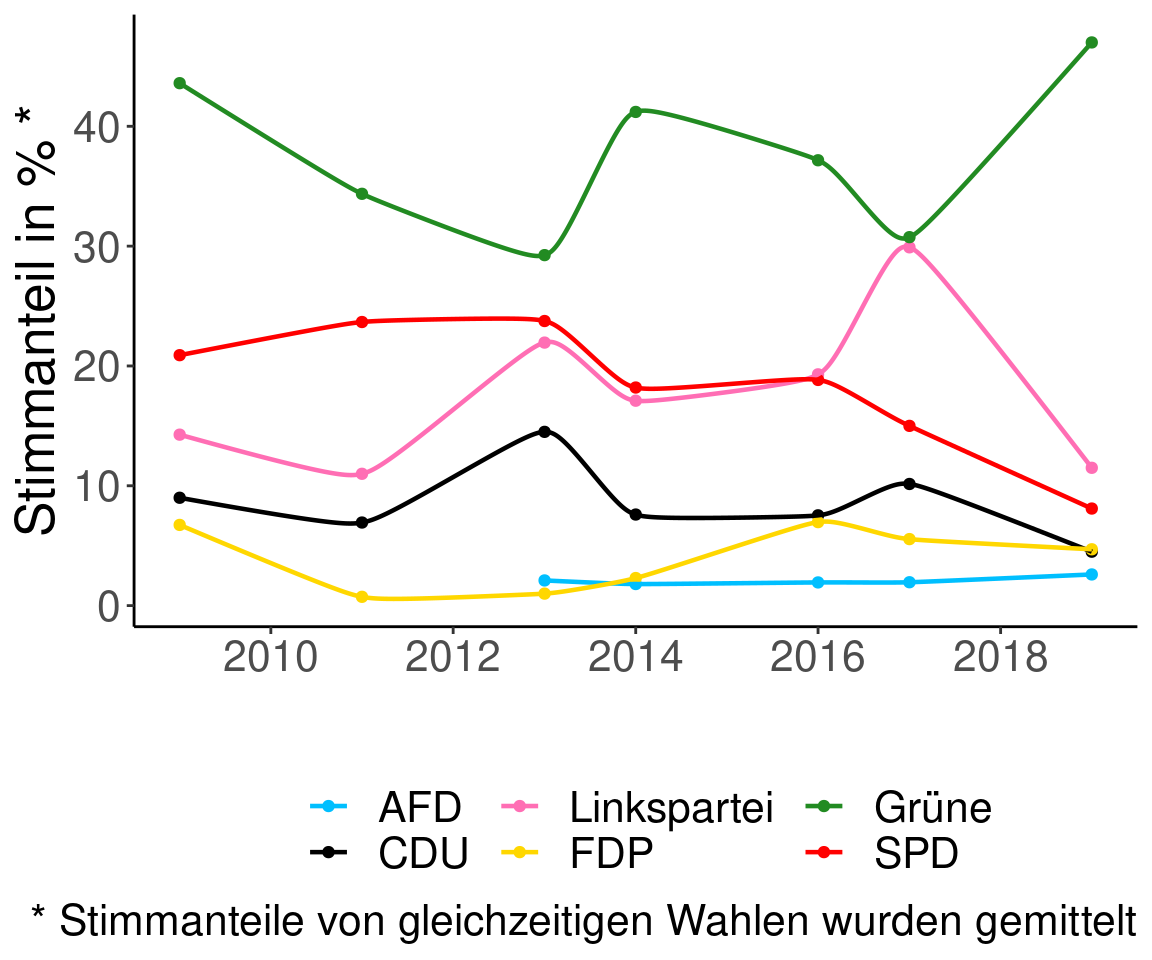 Stimmanteil in % *
40
30
20
10
0
2010 2012 2014 2016 2018
AFD Linkspartei Grüne
CDU FDP SPD
* Stimmanteile von gleichzeitigen Wahlen wurden gemittelt